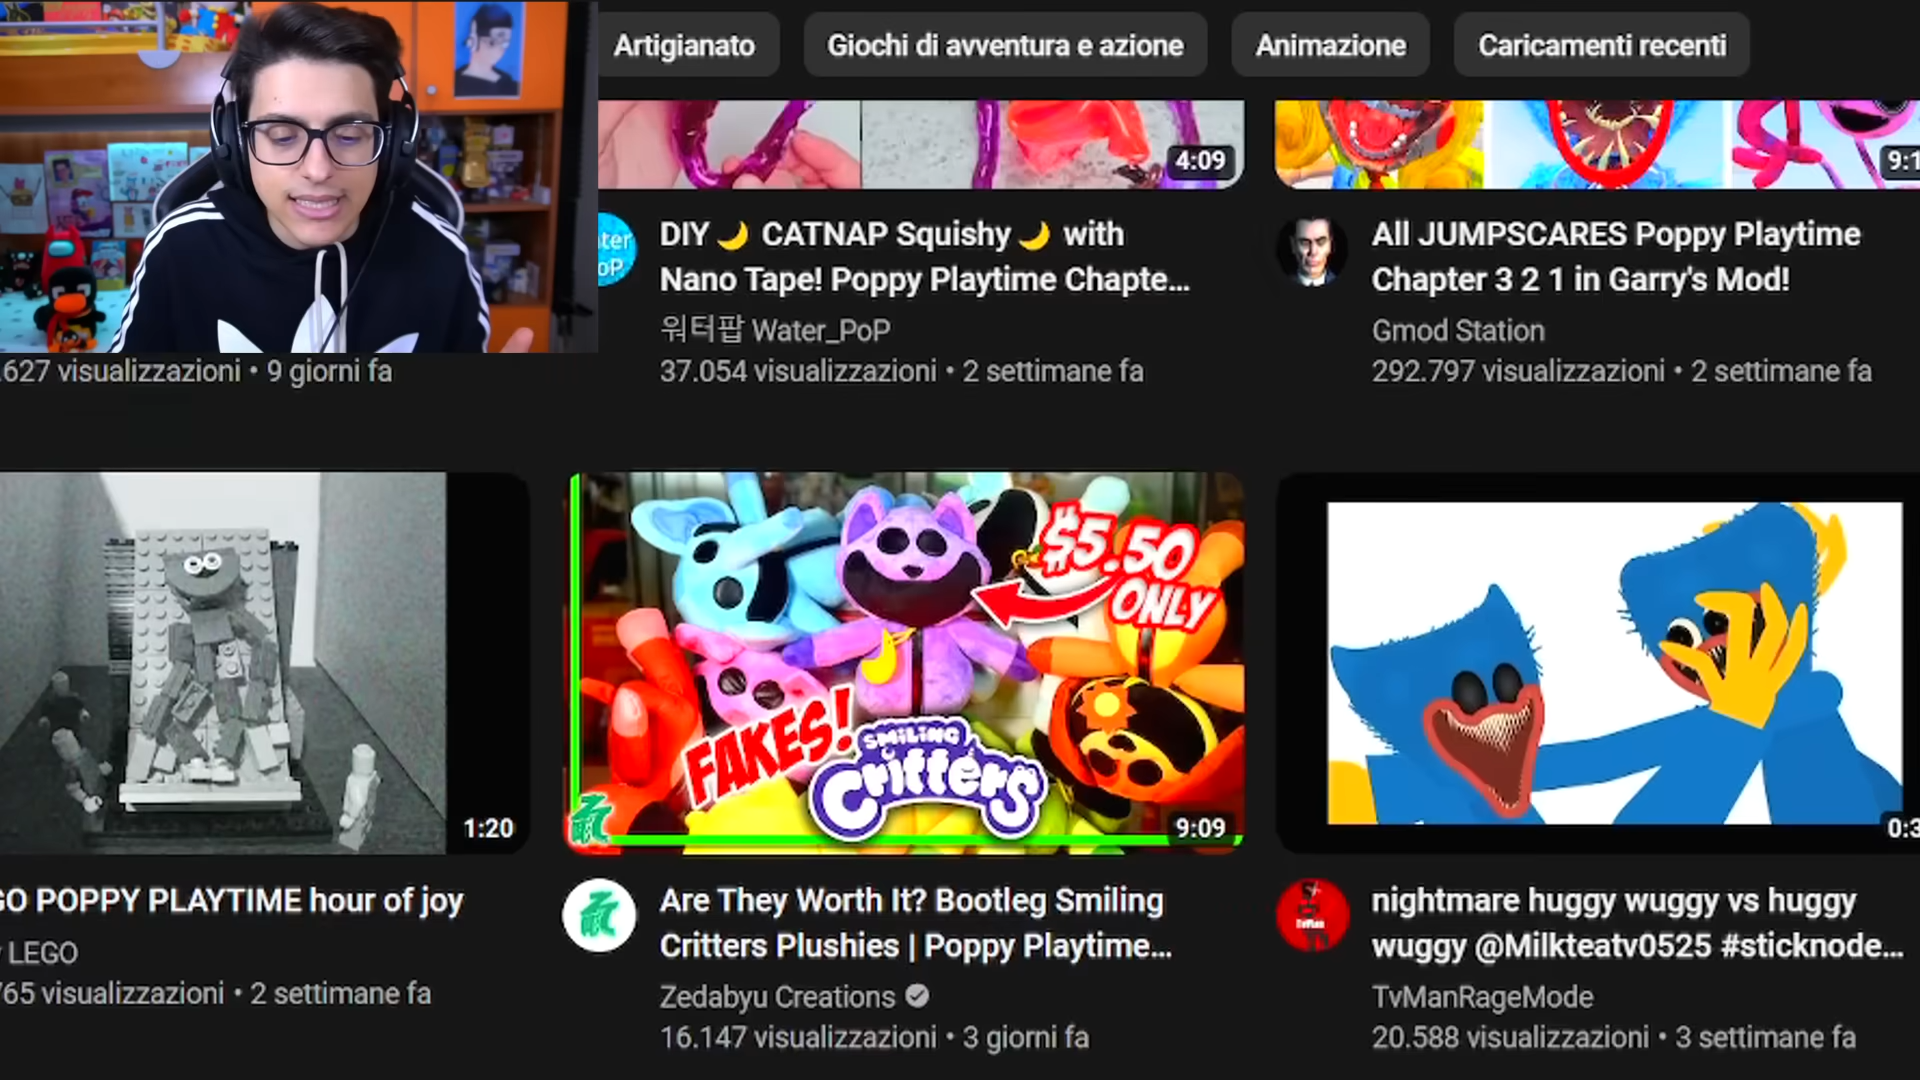 Artigianato
Giochi di avventura e azione
Animazione
Caricamenti recenti
4:09
DIY 🌙 CATNAP Squishy 🌙 with
Nano Tape! Poppy Playtime Chapte...
워터팝 Water_PoP
37.054 visualizzazioni • 2 settimane fa
All JUMPSCARES Poppy Playtime
Chapter 3 2 1 in Garry's Mod!
Gmod Station
292.797 visualizzazioni • 2 settimane fa
.627 visualizzazioni • 9 giorni fa
1:20
GO POPPY PLAYTIME hour of joy
LEGO
765 visualizzazioni • 2 settimane fa
$5.50
ONLY
FAKES!
SMILING
Critters
9:09
Are They Worth It? Bootleg Smiling
Critters Plushies | Poppy Playtime...
Zedabyu Creations
16.147 visualizzazioni • 3 giorni fa
nightmare huggy wuggy vs huggy
wuggy @Milkteatv0525 #sticknode...
TvManRageMode
20.588 visualizzazioni • 3 settimane fa